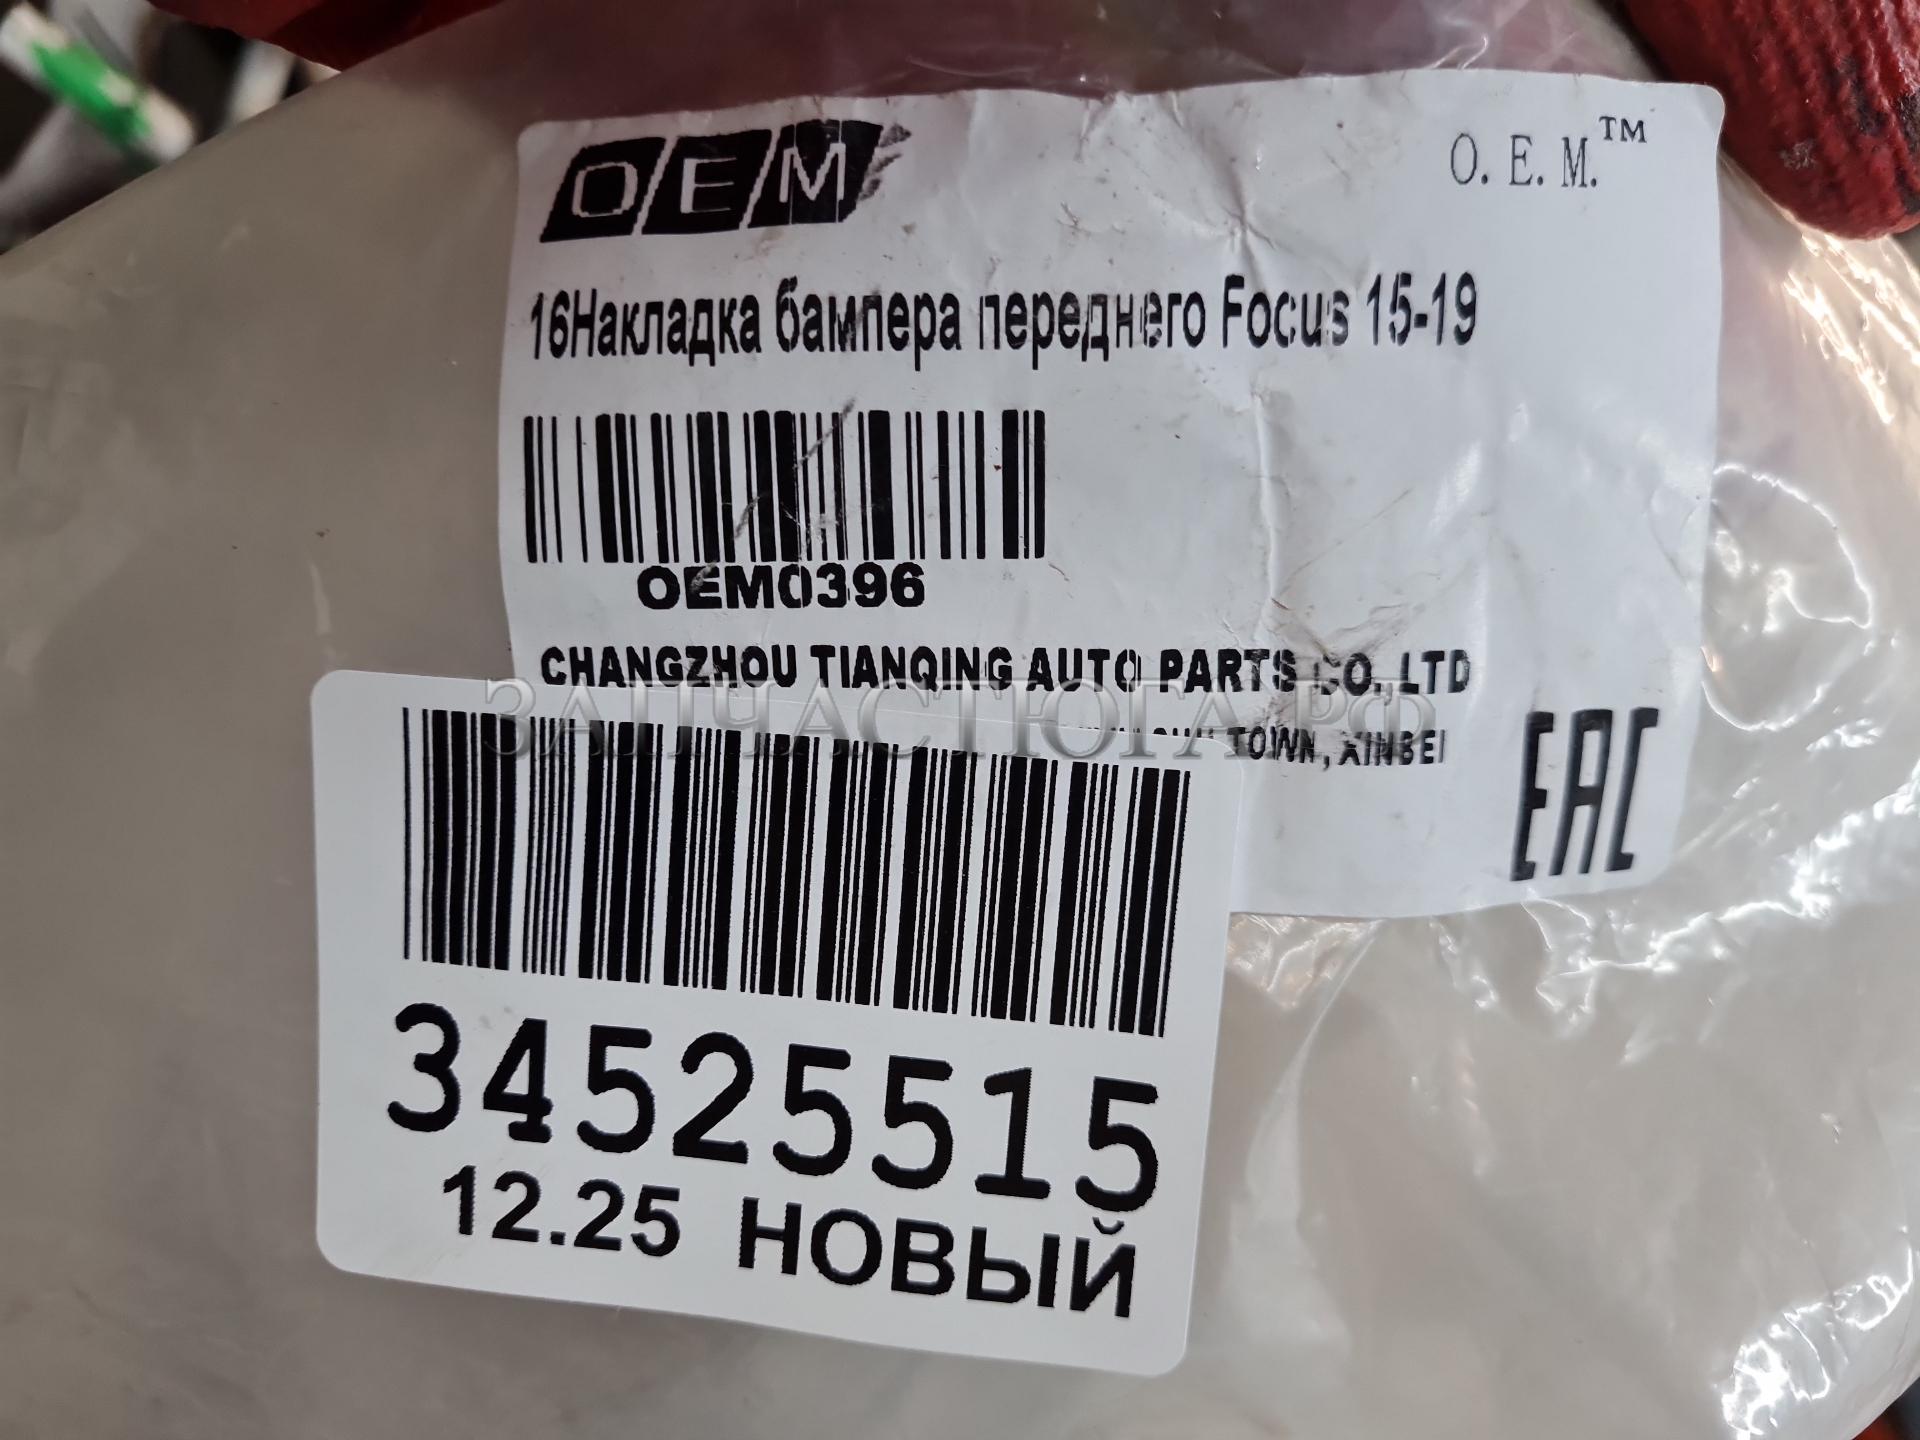 OEM
O. E. M.™
16Накладка бампера переднего Focus 15-19
OEM0396
CHANGZHOU TIANQING AUTO PARTS CO.,LTD
ЗАПЧАСТЮГА.РФ
TOWN, XINBEI
EAC
34525515
12.25 НОВЫЙ